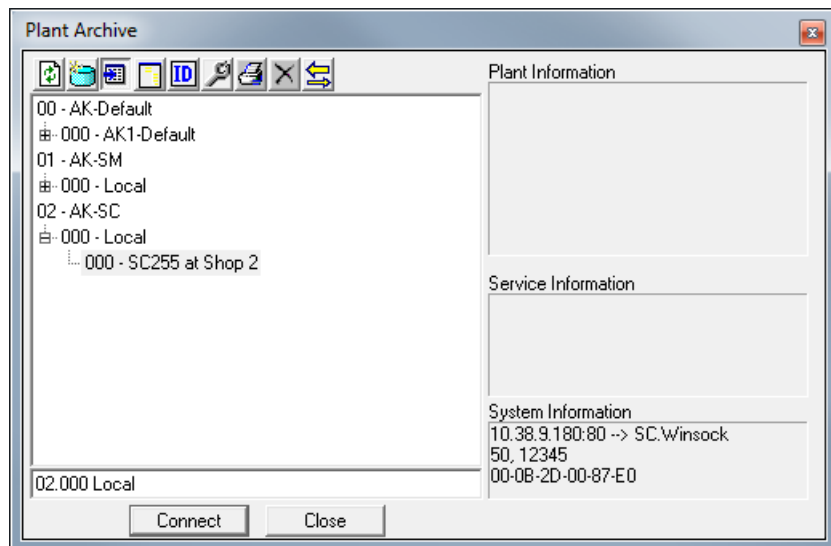 Plant Archive
ID
00 - AK-Default
000 - AK1-Default
01 - AK-SM
000 - Local
02 - AK-SC
000 - Local
000 - SC255 at Shop 2
02.000 Local
Connect
Close
Plant Information
Service Information
System Information
10.38.9.180:80 --> SC.Winsock
50, 12345
00-0B-2D-00-87-E0